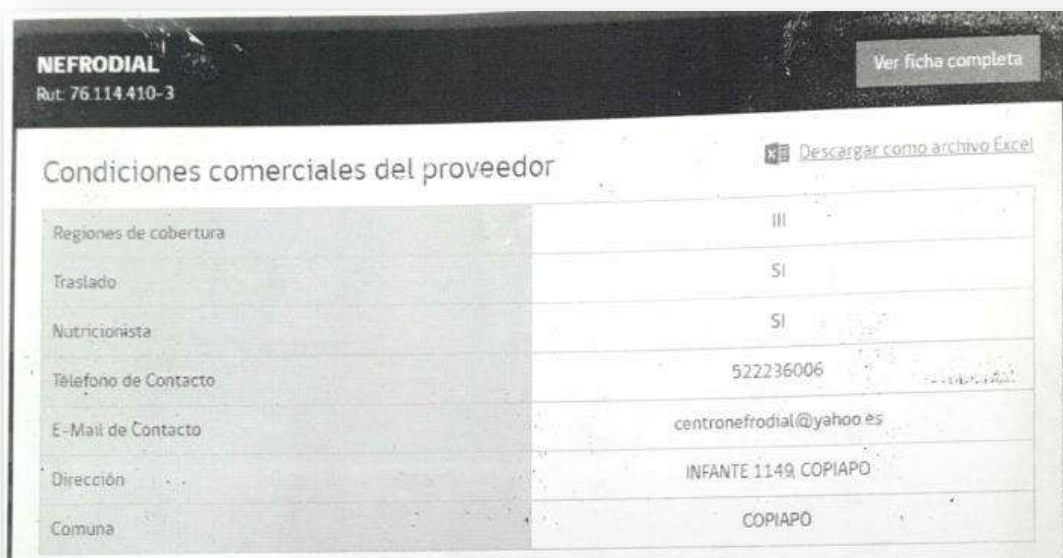 NEFRODIAL
Rut: 76.114.410-3
Ver ficha completa
Condiciones comerciales del proveedor
Descargar como archivo Excel
Regiones de cobertura
III
Traslado
SI
Nutricionista
SI
Télefono de Contacto
522236006
E-Mail de Contacto
centronefrodial@yahoo.es
Dirección
INFANTE 1149, COPIAPO
Comuna
COPIAPO